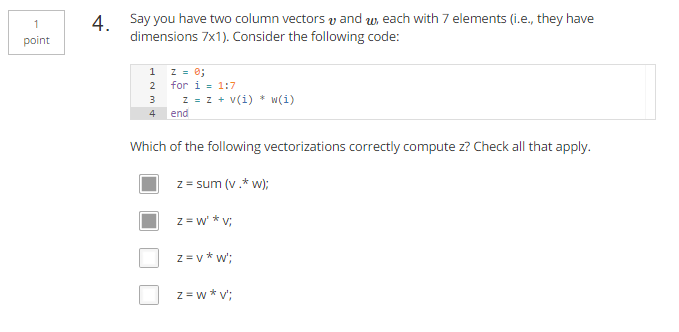 1
point
4.
Say you have two column vectors v and w, each with 7 elements (i.e., they have
dimensions 7x1). Consider the following code:
1 z = 0;
2 for i = 1:7
3 z = z + v(i) * w(i)
4 end
Which of the following vectorizations correctly compute z? Check all that apply.
z = sum (v .* w);
z = w' * v;
z = v * w';
z = w * v';